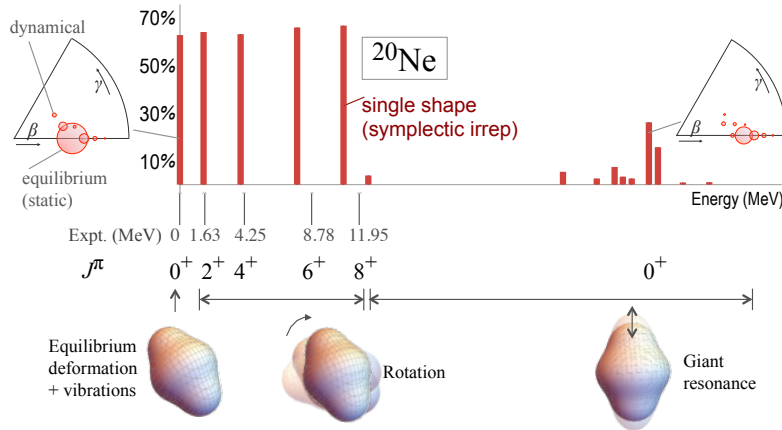 dynamical
γ
β
equilibrium
(static)
70%
50%
30%
10%
²⁰Ne
single shape
(symplectic irrep)
γ
β
Energy (MeV)
Expt. (MeV) 0 1.63 4.25 8.78 11.95
Jπ 0⁺ 2⁺ 4⁺ 6⁺ 8⁺ 0⁺
Equilibrium
deformation
+ vibrations
Rotation
Giant
resonance